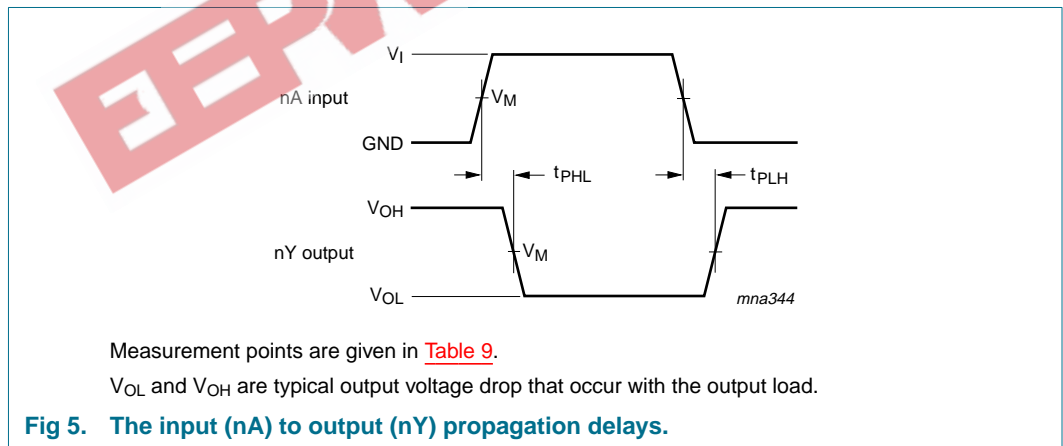 VI
nA input
VM
GND
tPHL
tPLH
VOH
nY output
VM
VOL
mna344
Measurement points are given in Table 9.
VOL and VOH are typical output voltage drop that occur with the output load.
Fig 5. The input (nA) to output (nY) propagation delays.